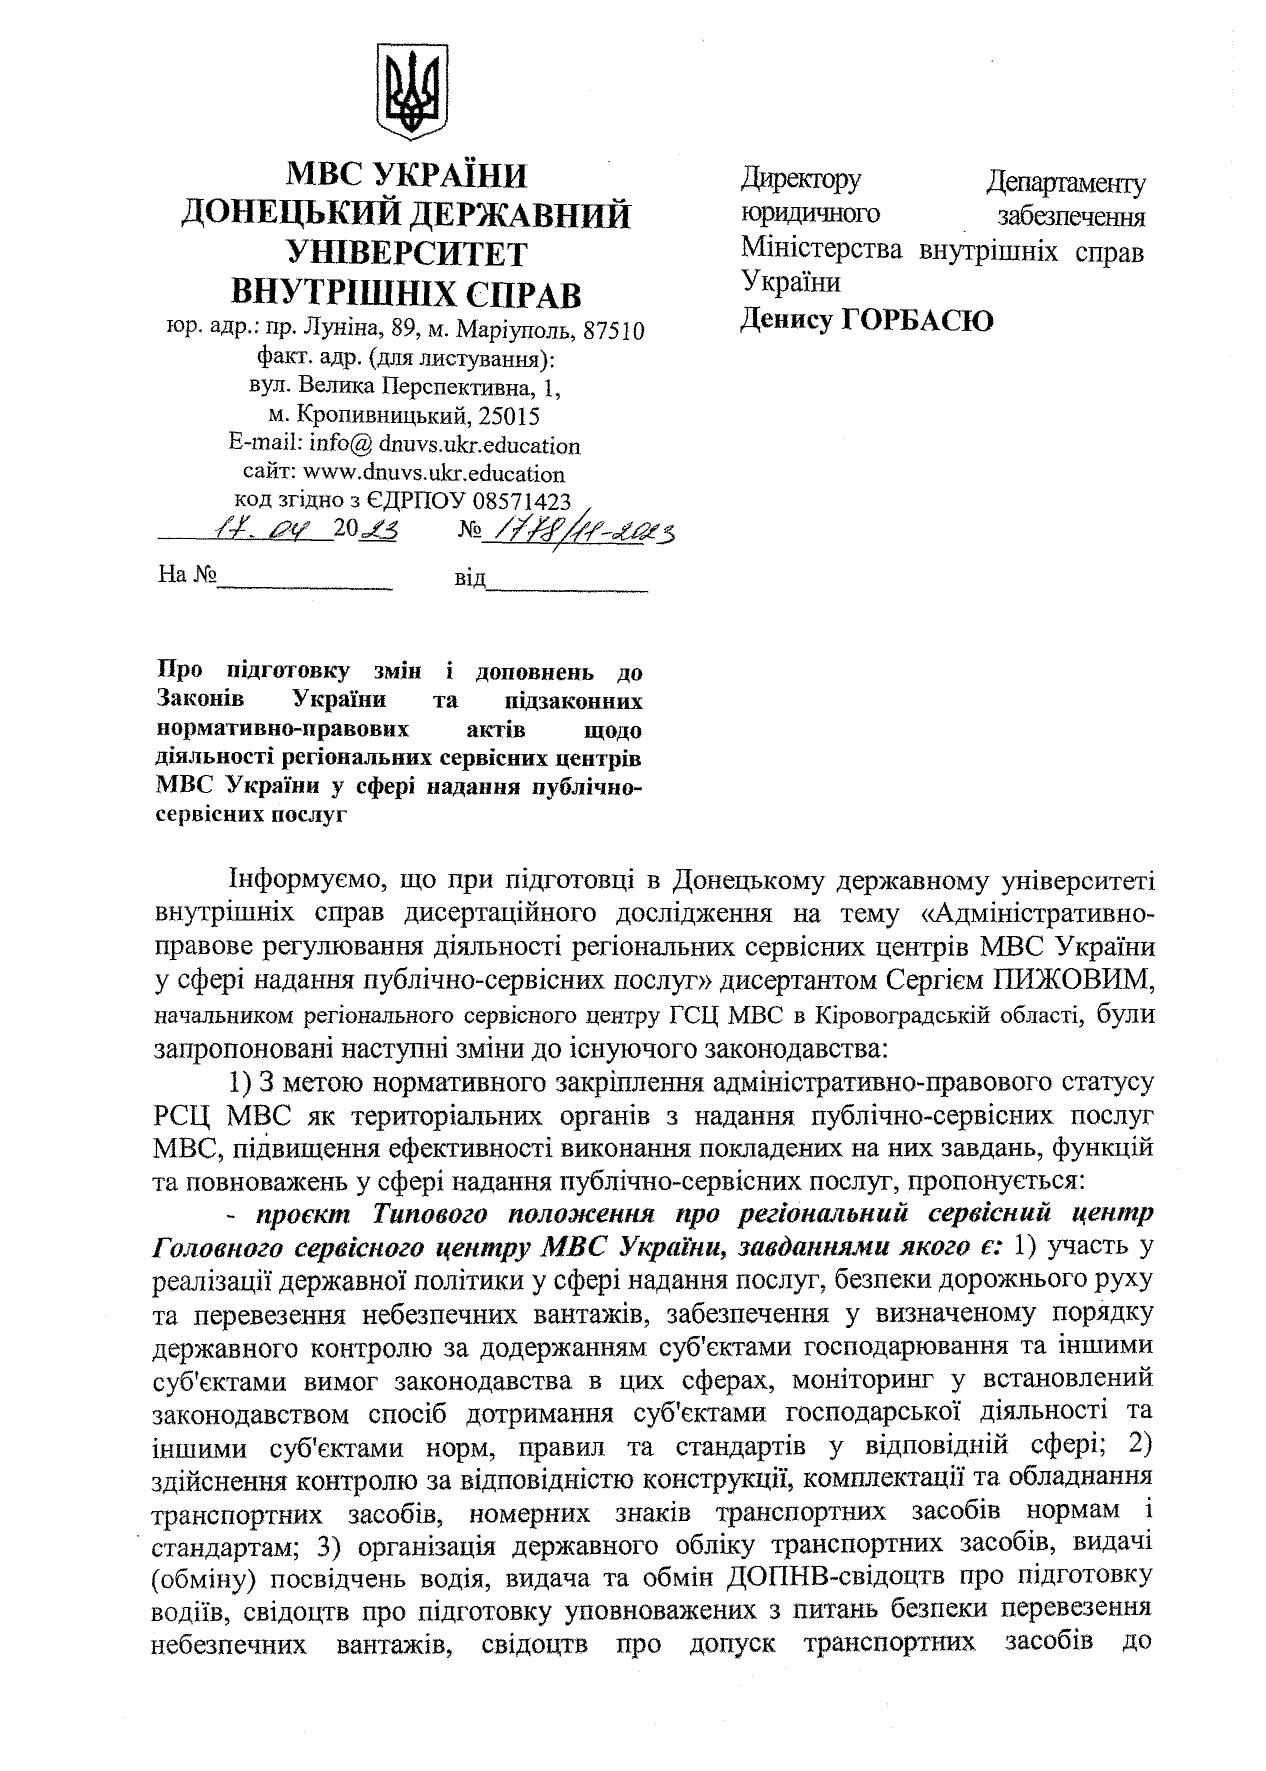 МВС УКРАЇНИ
ДОНЕЦЬКИЙ ДЕРЖАВНИЙ
УНІВЕРСИТЕТ
ВНУТРІШНІХ СПРАВ
юр. адр.: пр. Луніна, 89, м. Маріуполь, 87510
факт. адр. (для листування):
вул. Велика Перспективна, 1,
м. Кропивницький, 25015
E-mail: info@ dnuvs.ukr.education
сайт: www.dnuvs.ukr.education
код згідно з ЄДРПОУ 08571423
17. 04 2023 № 1778/11-2023
На №______________ від_____________
Директору Департаменту
юридичного забезпечення
Міністерства внутрішніх справ
України
Денису ГОРБАСЮ
Про підготовку змін і доповнень до
Законів України та підзаконних
нормативно-правових актів щодо
діяльності регіональних сервісних центрів
МВС України у сфері надання публічно-
сервісних послуг
Інформуємо, що при підготовці в Донецькому державному університеті
внутрішніх справ дисертаційного дослідження на тему «Адміністративно-
правове регулювання діяльності регіональних сервісних центрів МВС України
у сфері надання публічно-сервісних послуг» дисертантом Сергієм ПИЖОВИМ,
начальником регіонального сервісного центру ГСЦ МВС в Кіровоградській області, були
запропоновані наступні зміни до існуючого законодавства:
1) З метою нормативного закріплення адміністративно-правового статусу
РСЦ МВС як територіальних органів з надання публічно-сервісних послуг
МВС, підвищення ефективності виконання покладених на них завдань, функцій
та повноважень у сфері надання публічно-сервісних послуг, пропонується:
- проєкт Типового положення про регіональний сервісний центр
Головного сервісного центру МВС України, завданнями якого є: 1) участь у
реалізації державної політики у сфері надання послуг, безпеки дорожнього руху
та перевезення небезпечних вантажів, забезпечення у визначеному порядку
державного контролю за додержанням суб'єктами господарювання та іншими
суб'єктами вимог законодавства в цих сферах, моніторинг у встановлений
законодавством спосіб дотримання суб'єктами господарської діяльності та
іншими суб'єктами норм, правил та стандартів у відповідній сфері; 2)
здійснення контролю за відповідністю конструкції, комплектації та обладнання
транспортних засобів, номерних знаків транспортних засобів нормам і
стандартам; 3) організація державного обліку транспортних засобів, видачі
(обміну) посвідчень водія, видача та обмін ДОПНВ-свідоцтв про підготовку
водіїв, свідоцтв про підготовку уповноважених з питань безпеки перевезення
небезпечних вантажів, свідоцтв про допуск транспортних засобів до